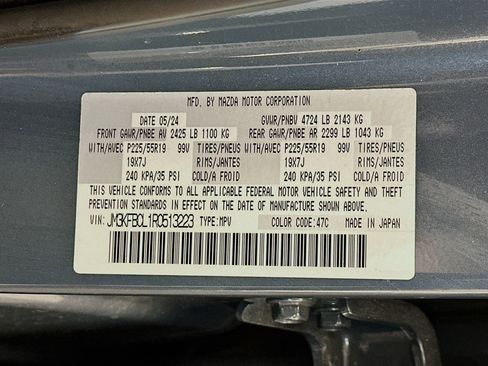 MFD. BY MAZDA MOTOR CORPORATION
DATE 05/24 GVWR/PNBV 4724 LB 2143 KG
FRONT GAWR/PNBE AV 2425 LB 1100 KG REAR GAWR/PNBE AR 2299 LB 1043 KG
WITH/AVEC P225/55R19 99V TIRES/PNEUS WITH/AVEC P225/55R19 99V TIRES/PNEUS
19X7J RIMS/JANTES 19X7J RIMS/JANTES
240 KPA/35 PSI COLD/A FROID 240 KPA/35 PSI COLD/A FROID
THIS VEHICLE CONFORMS TO ALL APPLICABLE FEDERAL MOTOR VEHICLE SAFETY AND THEFT
PREVENTION STANDARDS IN EFFECT ON THE DATE OF MANUFACTURE SHOWN ABOVE.
VIN: JM3KFBCL1R0513223 TYPE: MPV COLOR CODE: 47C MADE IN JAPAN